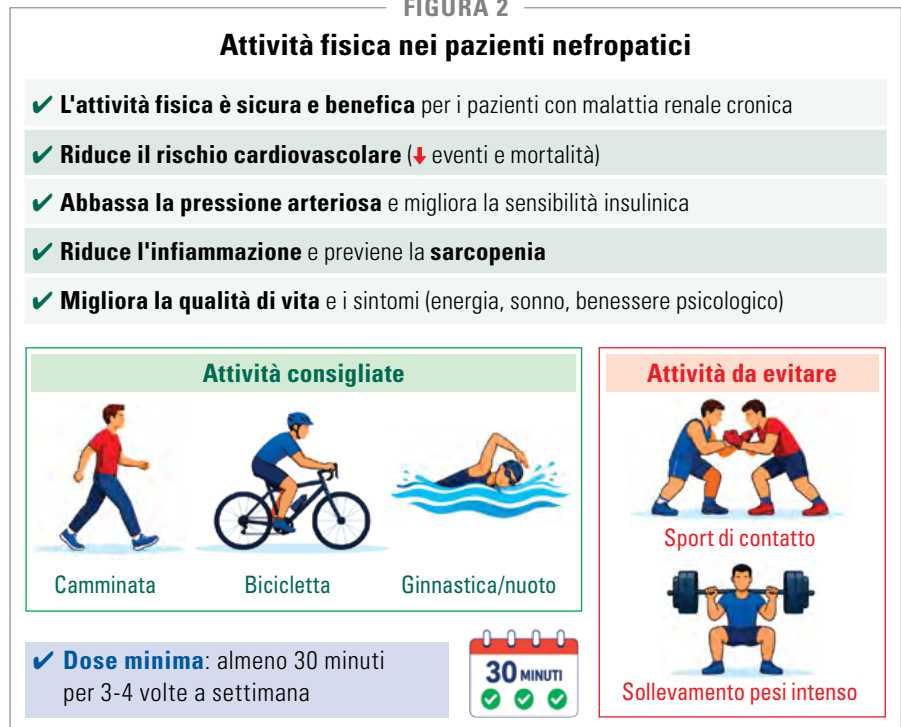 FIGURA 2
Attività fisica nei pazienti nefropatici
✔ L'attività fisica è sicura e benefica per i pazienti con malattia renale cronica
✔ Riduce il rischio cardiovascolare (⬇ eventi e mortalità)
✔ Abbassa la pressione arteriosa e migliora la sensibilità insulinica
✔ Riduce l'infiammazione e previene la sarcopenia
✔ Migliora la qualità di vita e i sintomi (energia, sonno, benessere psicologico)
Attività consigliate
Camminata
Bicicletta
Ginnastica/nuoto
Attività da evitare
Sport di contatto
Sollevamento pesi intenso
✔ Dose minima: almeno 30 minuti
per 3-4 volte a settimana
30 MINUTI